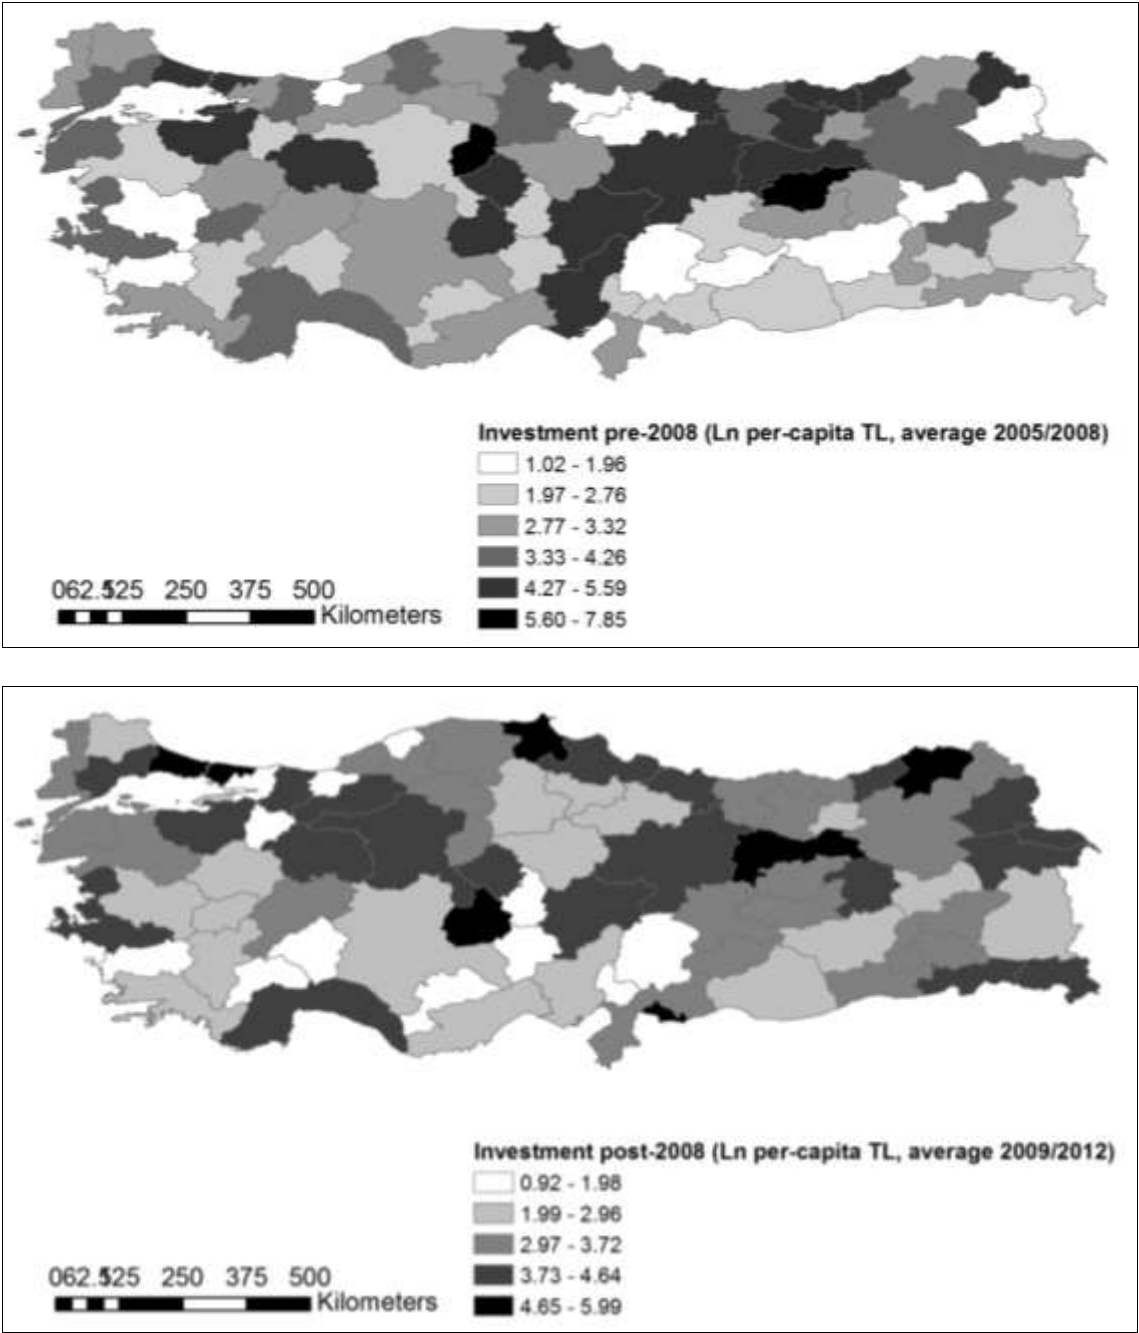 Investment pre-2008 (Ln per-capita TL, average 2005/2008)
1.02 - 1.96
1.97 - 2.76
2.77 - 3.32
3.33 - 4.26
4.27 - 5.59
5.60 - 7.85
062.5125 250 375 500
Kilometers
Investment post-2008 (Ln per-capita TL, average 2009/2012)
0.92 - 1.98
1.99 - 2.96
2.97 - 3.72
3.73 - 4.64
4.65 - 5.99
062.5125 250 375 500
Kilometers